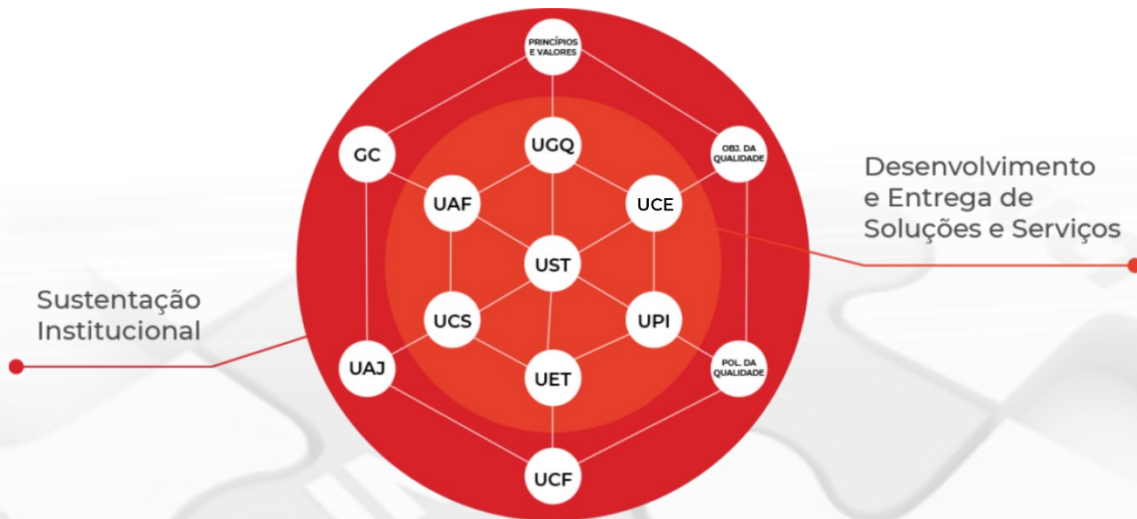 PRINCÍPIOS
E VALORES
GC
UGQ
OBJ. DA
QUALIDADE
Desenvolvimento
e Entrega de
Soluções e Serviços
UAF
UCE
UST
Sustentação
Institucional
UCS
UPI
UAJ
UET
POL. DA
QUALIDADE
UCF